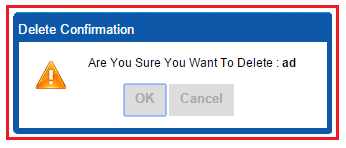 Delete Confirmation
Are You Sure You Want To Delete : ad
OK Cancel